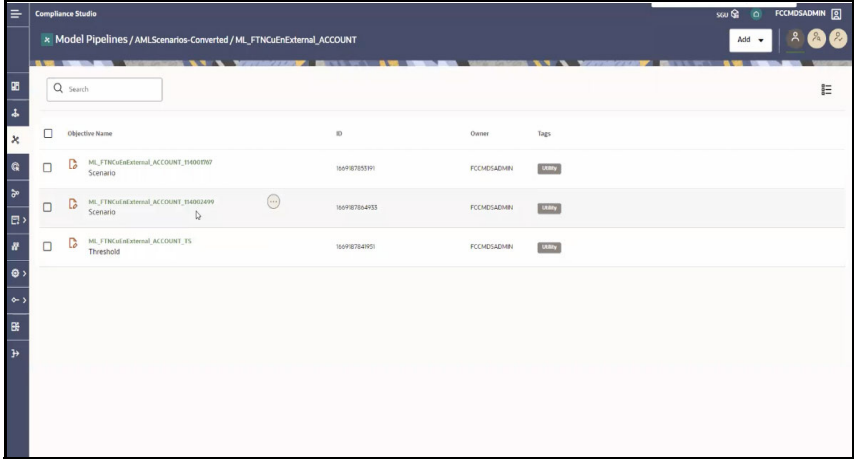 Compliance Studio
SGU
FCCMDSADMIN
Model Pipelines / AMLScenarios-Converted / ML_FTNCuEnExternal_ACCOUNT
Add
Search
Objective Name ID Owner Tags
ML_FTNCuEnExternal_ACCOUNT_114001767
Scenario
1669187853191 FCCMDSADMIN Utility
ML_FTNCuEnExternal_ACCOUNT_114002499
Scenario
1669187864933 FCCMDSADMIN Utility
ML_FTNCuEnExternal_ACCOUNT_TS
Threshold
1669187841951 FCCMDSADMIN Utility